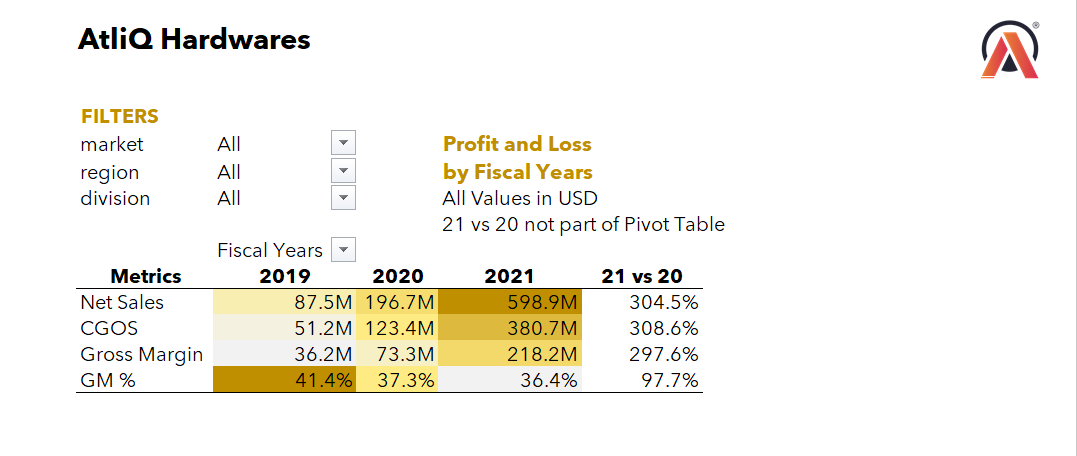 AtliQ Hardwares
®
FILTERS
market All
region All
division All
Profit and Loss
by Fiscal Years
All Values in USD
21 vs 20 not part of Pivot Table
Fiscal Years
Metrics 2019 2020 2021 21 vs 20
Net Sales 87.5M 196.7M 598.9M 304.5%
CGOS 51.2M 123.4M 380.7M 308.6%
Gross Margin 36.2M 73.3M 218.2M 297.6%
GM % 41.4% 37.3% 36.4% 97.7%